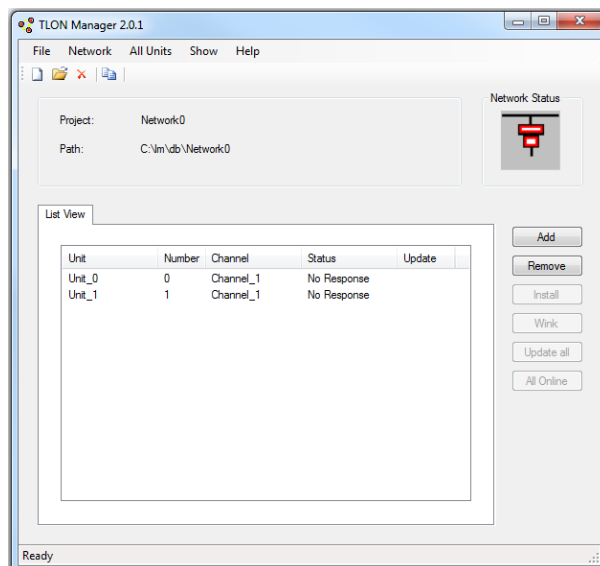 TLON Manager 2.0.1
File Network All Units Show Help
Network Status
Project: Network0
Path: C:\lm\db\Network0
List View
Add
Unit Number Channel Status Update
Remove
Unit_0 0 Channel_1 No Response
Unit_1 1 Channel_1 No Response
Install
Wink
Update all
All Online
Ready